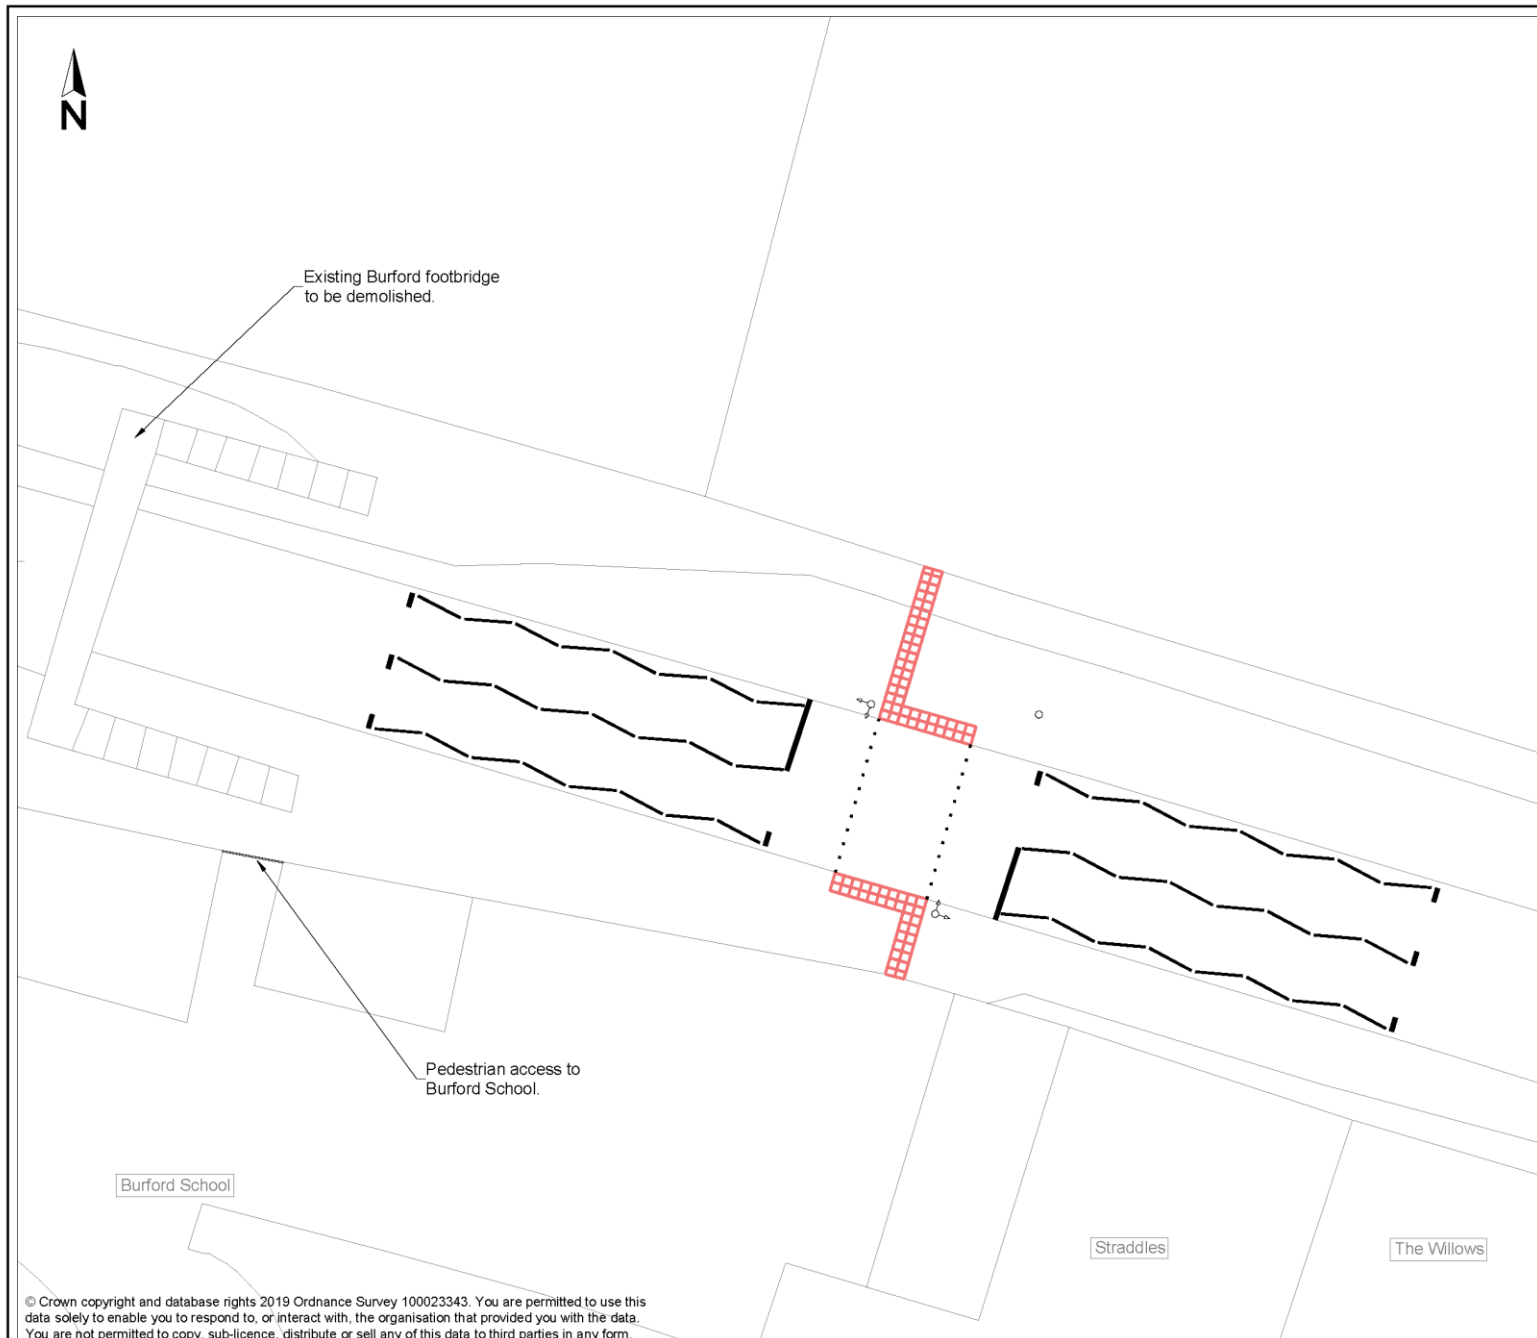 N
Existing Burford footbridge
to be demolished.
Pedestrian access to
Burford School.
Burford School
Straddles
The Willows
© Crown copyright and database rights 2019 Ordnance Survey 100023343. You are permitted to use this
data solely to enable you to respond to, or interact with, the organisation that provided you with the data.
You are not permitted to copy, sub-licence, distribute or sell any of this data to third parties in any form.